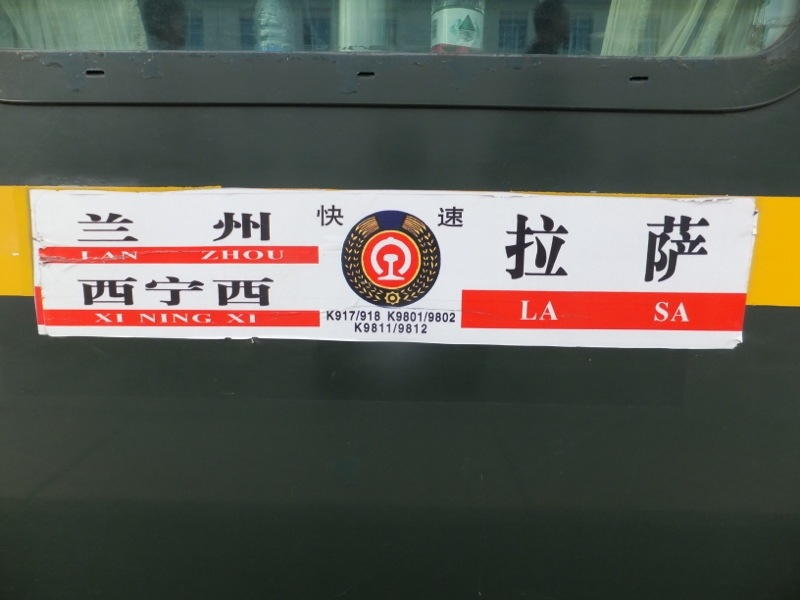 兰 州
LAN ZHOU
西宁西
XI NING XI
快 速
K917/918 K9801/9802
K9811/9812
拉 萨
LA SA